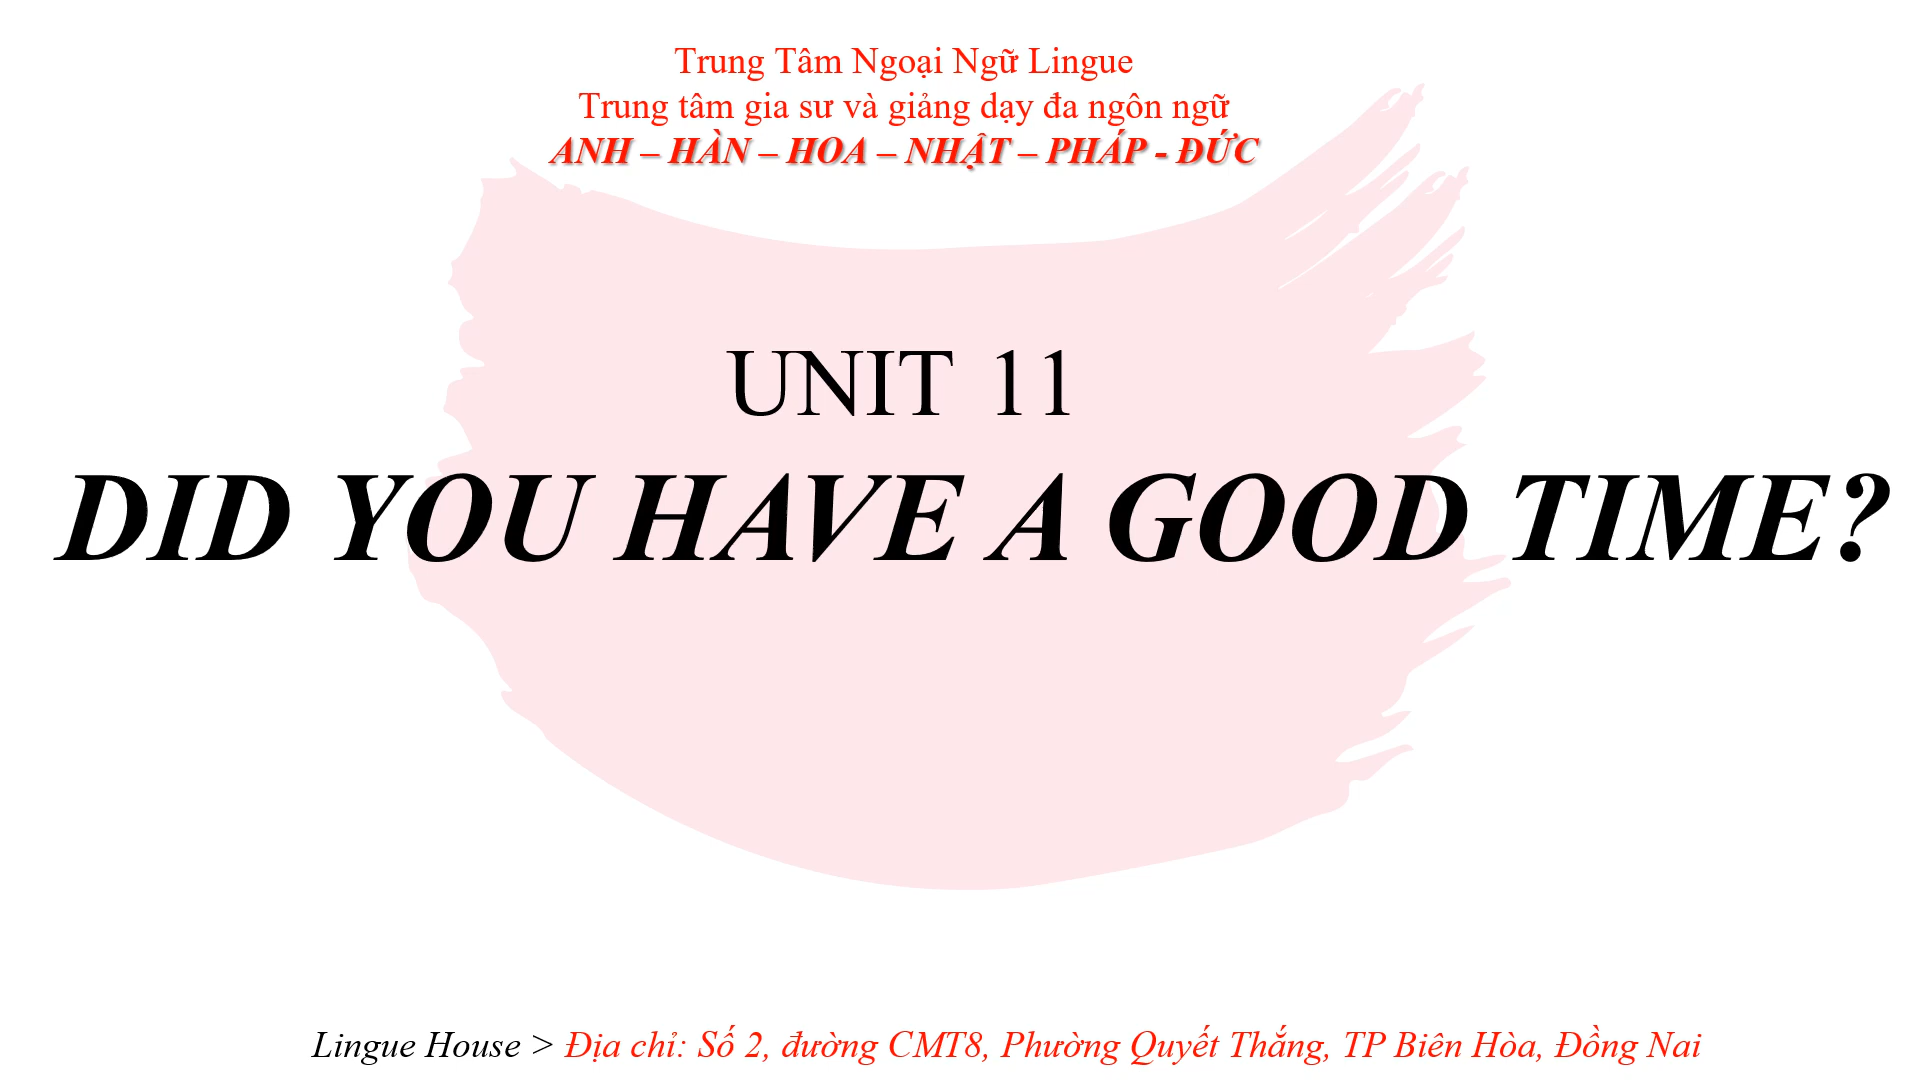 Trung Tâm Ngoại Ngữ Lingue
Trung tâm gia sư và giảng dạy đa ngôn ngữ
ANH – HÀN – HOA – NHẬT – PHÁP - ĐỨC
UNIT 11
DID YOU HAVE A GOOD TIME?
Lingue House > Địa chỉ: Số 2, đường CMT8, Phường Quyết Thắng, TP Biên Hòa, Đồng Nai